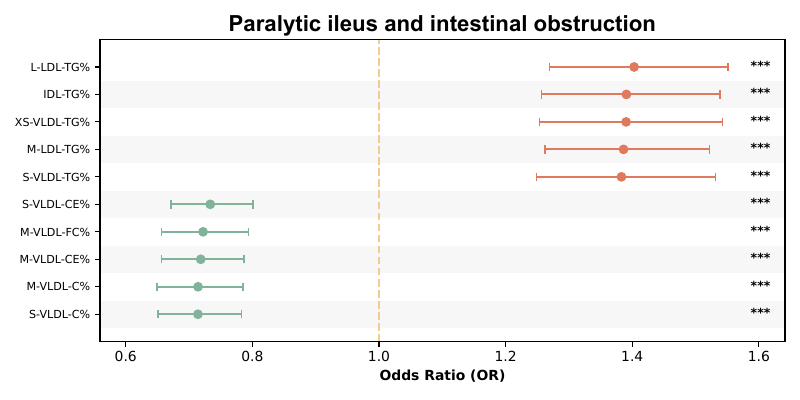 Paralytic ileus and intestinal obstruction
L-LDL-TG% ***
IDL-TG% ***
XS-VLDL-TG% ***
M-LDL-TG% ***
S-VLDL-TG% ***
S-VLDL-CE% ***
M-VLDL-FC% ***
M-VLDL-CE% ***
M-VLDL-C% ***
S-VLDL-C% ***
0.6 0.8 1.0 1.2 1.4 1.6
Odds Ratio (OR)